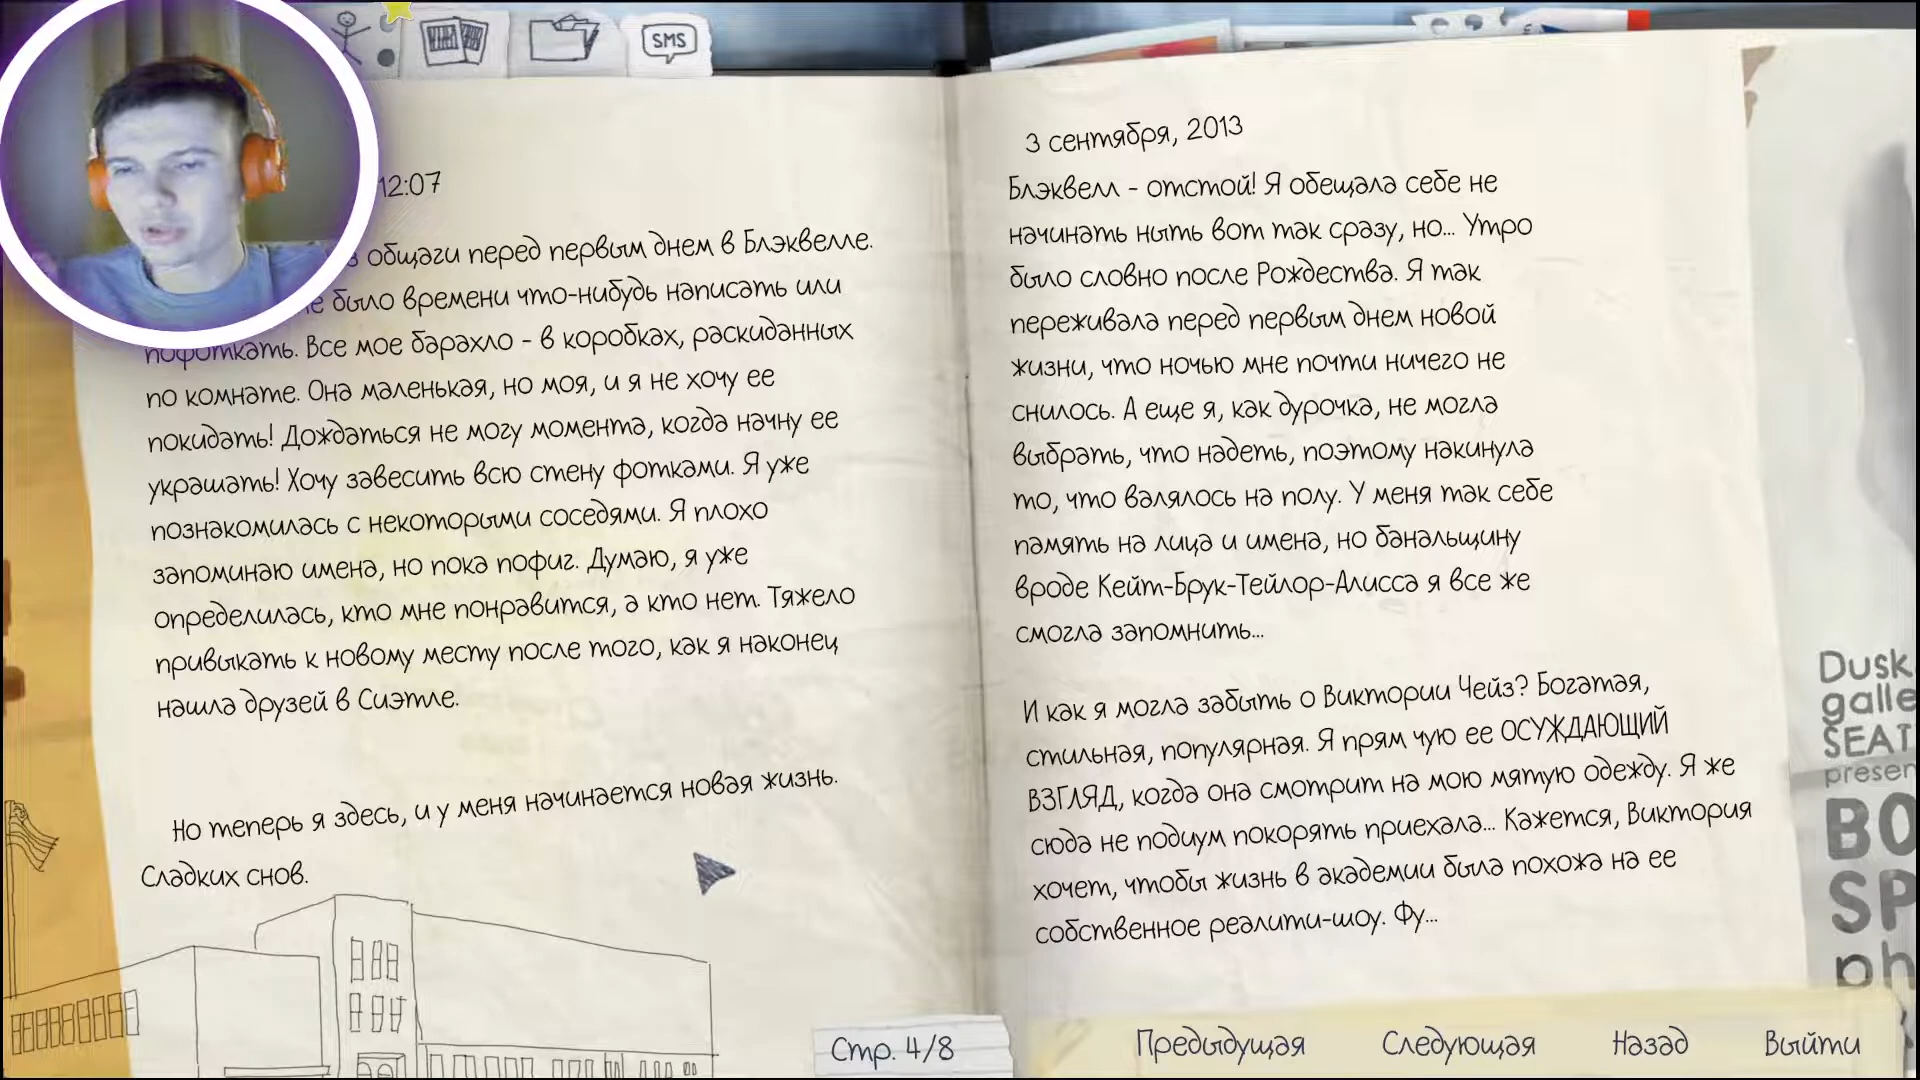 SMS
12:07
общаги перед первым днем в Блэквелле.
было времени что-нибудь написать или
пофоткать. Все мое барахло - в коробках, раскиданных
по комнате. Она маленькая, но моя, и я не хочу ее
покидать! Дождаться не могу момента, когда начну ее
украшать! Хочу завесить всю стену фотками. Я уже
познакомилась с некоторыми соседями. Я плохо
запоминаю имена, но пока пофиг. Думаю, я уже
определилась, кто мне понравится, а кто нет. Тяжело
привыкать к новому месту после того, как я наконец
нашла друзей в Сиэтле.
Но теперь я здесь, и у меня начинается новая жизнь.
Сладких снов.
3 сентября, 2013
Блэквелл - отстой! Я обещала себе не
начинать ныть вот так сразу, но... Утро
было словно после Рождества. Я так
переживала перед первым днем новой
жизни, что ночью мне почти ничего не
снилось. А еще я, как дурочка, не могла
выбрать, что надеть, поэтому накинула
то, что валялось на полу. У меня так себе
память на лица и имена, но банальщину
вроде Кейт-Брук-Тейлор-Алисса я все же
смогла запомнить...
И как я могла забыть о Виктории Чейз? Богатая,
стильная, популярная. Я прям чую ее ОСУЖДАЮЩИЙ
ВЗГЛЯД, когда она смотрит на мою мятую одежду. Я же
сюда не подиум покорять приехала... Кажется, Виктория
хочет, чтобы жизнь в академии была похожа на ее
собственное реалити-шоу. Фу...
Dusk
galle
SEAT
presen
BO
SP
ph
Стр. 4/8
Предыдущая Следующая Назад Выйти